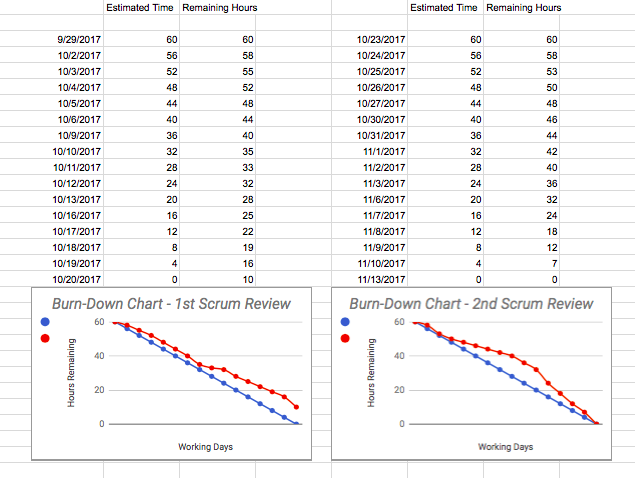 Estimated Time Remaining Hours Estimated Time Remaining Hours
9/29/2017 60 60 10/23/2017 60 60
10/2/2017 56 58 10/24/2017 56 58
10/3/2017 52 55 10/25/2017 52 53
10/4/2017 48 52 10/26/2017 48 50
10/5/2017 44 48 10/27/2017 44 48
10/6/2017 40 44 10/30/2017 40 46
10/9/2017 36 40 10/31/2017 36 44
10/10/2017 32 35 11/1/2017 32 42
10/11/2017 28 33 11/2/2017 28 40
10/12/2017 24 32 11/3/2017 24 36
10/13/2017 20 28 11/6/2017 20 32
10/16/2017 16 25 11/7/2017 16 24
10/17/2017 12 22 11/8/2017 12 18
10/18/2017 8 19 11/9/2017 8 12
10/19/2017 4 16 11/10/2017 4 7
10/20/2017 0 10 11/13/2017 0 0
Burn-Down Chart - 1st Scrum Review
60
40
20
0
Hours Remaining
Working Days
Burn-Down Chart - 2nd Scrum Review
60
40
20
0
Hours Remaining
Working Days